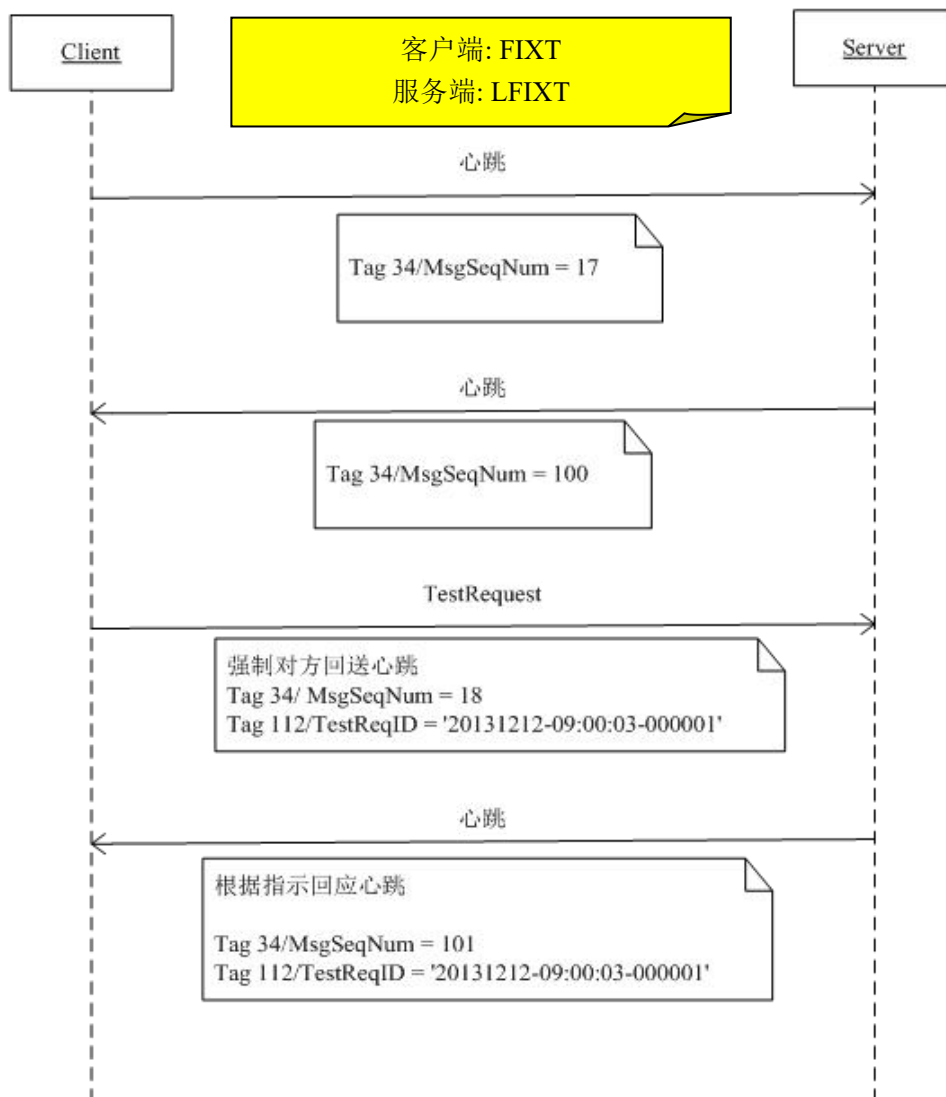 Client
客户端: FIXT
服务端: LFIXT
Server
心跳
Tag 34/MsgSeqNum = 17
心跳
Tag 34/MsgSeqNum = 100
TestRequest
强制对方回送心跳
Tag 34/ MsgSeqNum = 18
Tag 112/TestReqID = '20131212-09:00:03-000001'
心跳
根据指示回应心跳
Tag 34/MsgSeqNum = 101
Tag 112/TestReqID = '20131212-09:00:03-000001'